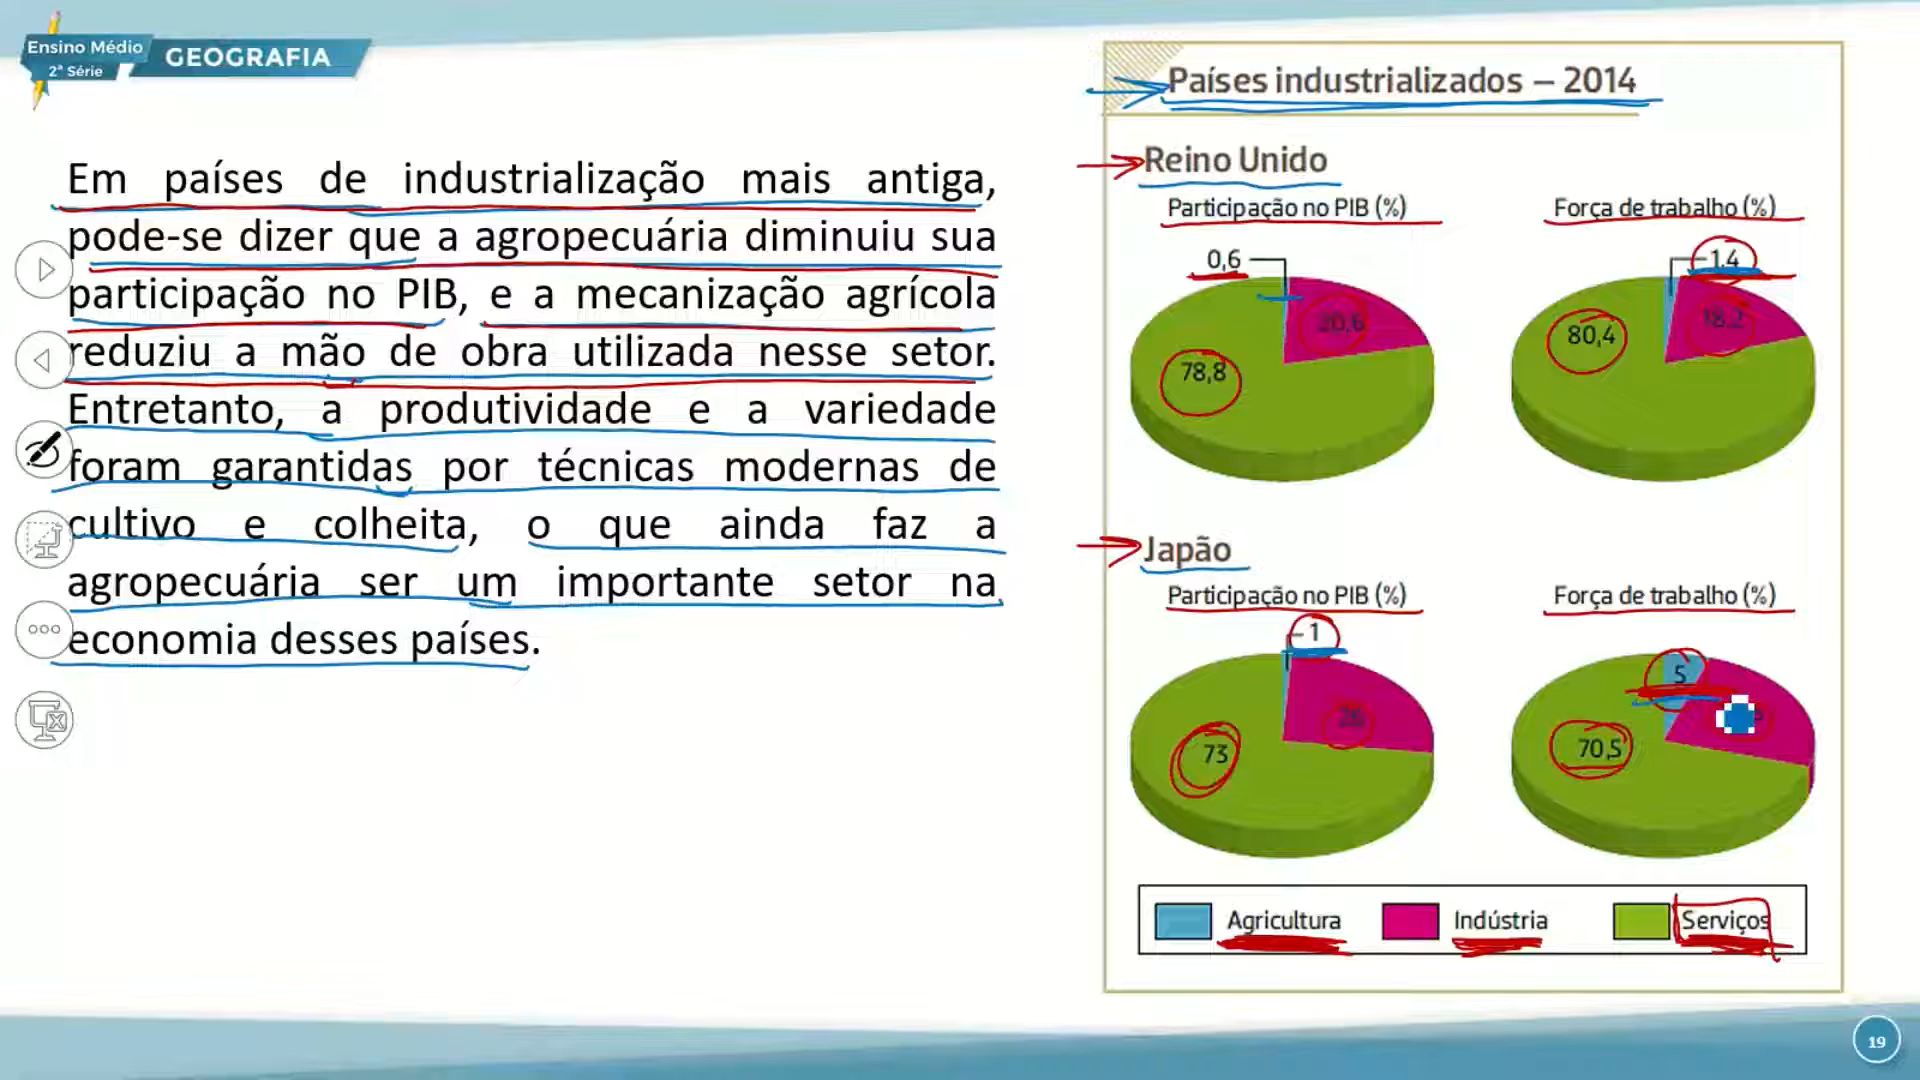 Ensino Médio
2ª Série
GEOGRAFIA
Em países de industrialização mais antiga,
pode-se dizer que a agropecuária diminuiu sua
participação no PIB, e a mecanização agrícola
reduziu a mão de obra utilizada nesse setor.
Entretanto, a produtividade e a variedade
foram garantidas por técnicas modernas de
cultivo e colheita, o que ainda faz a
agropecuária ser um importante setor na
economia desses países.
Países industrializados – 2014
Reino Unido
Participação no PIB (%)
0,6
20,6
78,8
Força de trabalho (%)
1,4
18,2
80,4
Japão
Participação no PIB (%)
1
26
73
Força de trabalho (%)
5
70,5
Agricultura
Indústria
Serviços
19